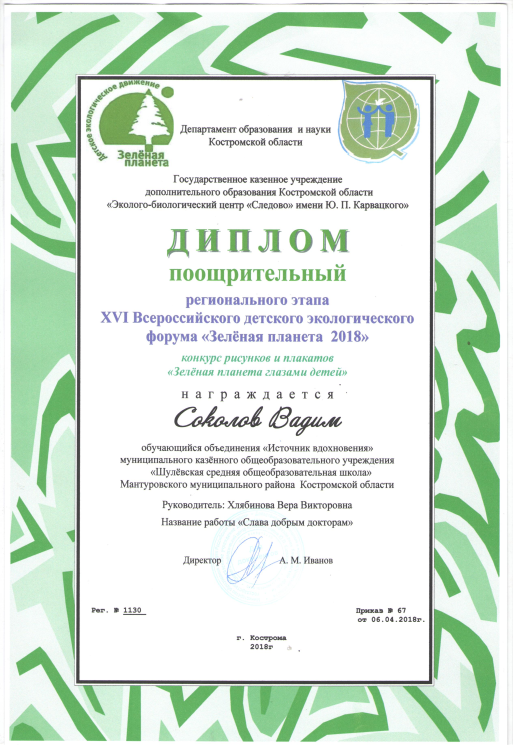 Детское экологическое движение
Зелёная
планета
Департамент образования и науки
Костромской области
Государственное казенное учреждение
дополнительного образования Костромской области
«Эколого-биологический центр «Следово» имени Ю. П. Карвацкого»
ДИПЛОМ
поощрительный
регионального этапа
XVI Всероссийского детского экологического
форума «Зелёная планета 2018»
конкурс рисунков и плакатов
«Зелёная планета глазами детей»
награждается
Соколов Вадим
обучающийся объединения «Источник вдохновения»
муниципального казённого общеобразовательного учреждения
«Шулёвская средняя общеобразовательная школа»
Мантуровского муниципального района Костромской области
Руководитель: Хлябинова Вера Викторовна
Название работы «Слава добрым докторам»
Директор А. М. Иванов
Рег. № 1130 Приказ № 67
от 06.04.2018г.
г. Кострома
2018г